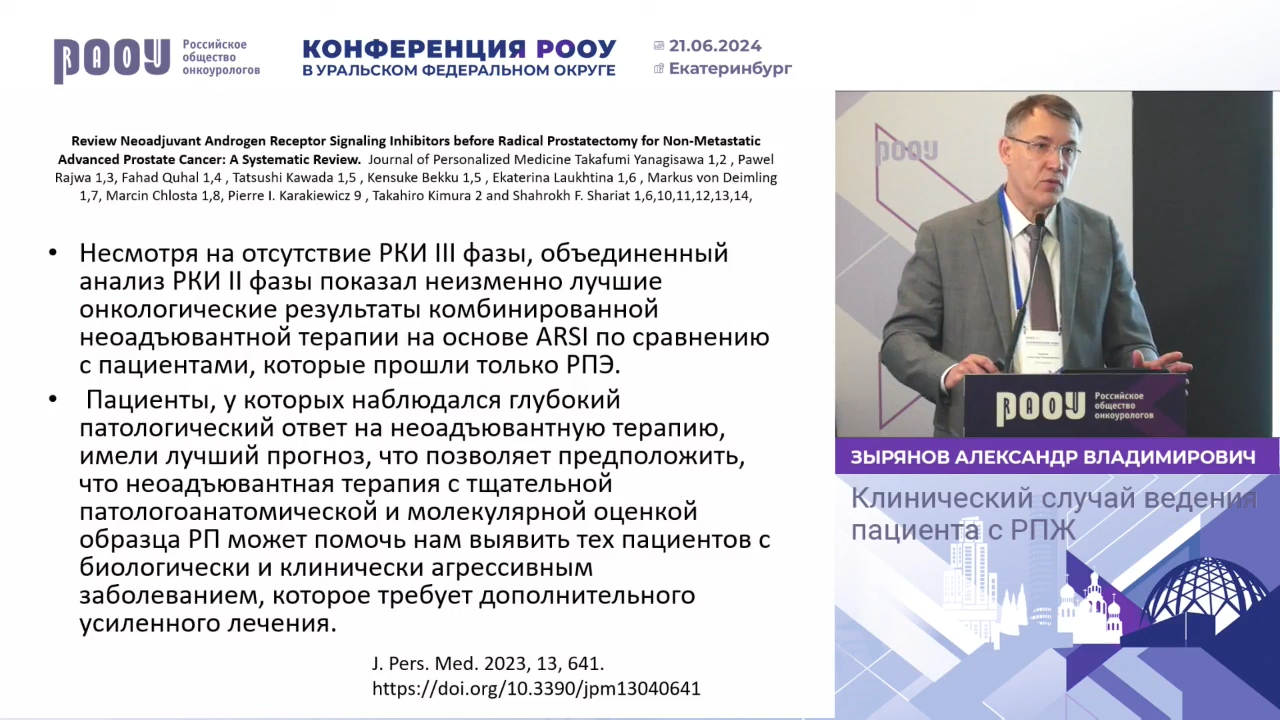 РООУ
RAO
Российское
общество
онкоурологов
КОНФЕРЕНЦИЯ РООУ
В УРАЛЬСКОМ ФЕДЕРАЛЬНОМ ОКРУГЕ
21.06.2024
Екатеринбург
Review Neoadjuvant Androgen Receptor Signaling Inhibitors before Radical Prostatectomy for Non-Metastatic
Advanced Prostate Cancer: A Systematic Review. Journal of Personalized Medicine Takafumi Yanagisawa 1,2 , Pawel
Rajwa 1,3, Fahad Quhal 1,4 , Tatsushi Kawada 1,5 , Kensuke Bekku 1,5 , Ekaterina Laukhtina 1,6 , Markus von Deimling
1,7, Marcin Chlosta 1,8, Pierre I. Karakiewicz 9 , Takahiro Kimura 2 and Shahrokh F. Shariat 1,6,10,11,12,13,14,
• Несмотря на отсутствие РКИ III фазы, объединенный
анализ РКИ II фазы показал неизменно лучшие
онкологические результаты комбинированной
неоадъювантной терапии на основе ARSI по сравнению
с пациентами, которые прошли только РПЭ.
• Пациенты, у которых наблюдался глубокий
патологический ответ на неоадъювантную терапию,
имели лучший прогноз, что позволяет предположить,
что неоадъювантная терапия с тщательной
патологоанатомической и молекулярной оценкой
образца РП может помочь нам выявить тех пациентов с
биологически и клинически агрессивным
заболеванием, которое требует дополнительного
усиленного лечения.
J. Pers. Med. 2023, 13, 641.
https://doi.org/10.3390/jpm13040641
РООУ
РООУ
Российское
общество
онкоурологов
ЗЫРЯНОВ АЛЕКСАНДР ВЛАДИМИРОВИЧ
Клинический случай ведения
пациента с РПЖ